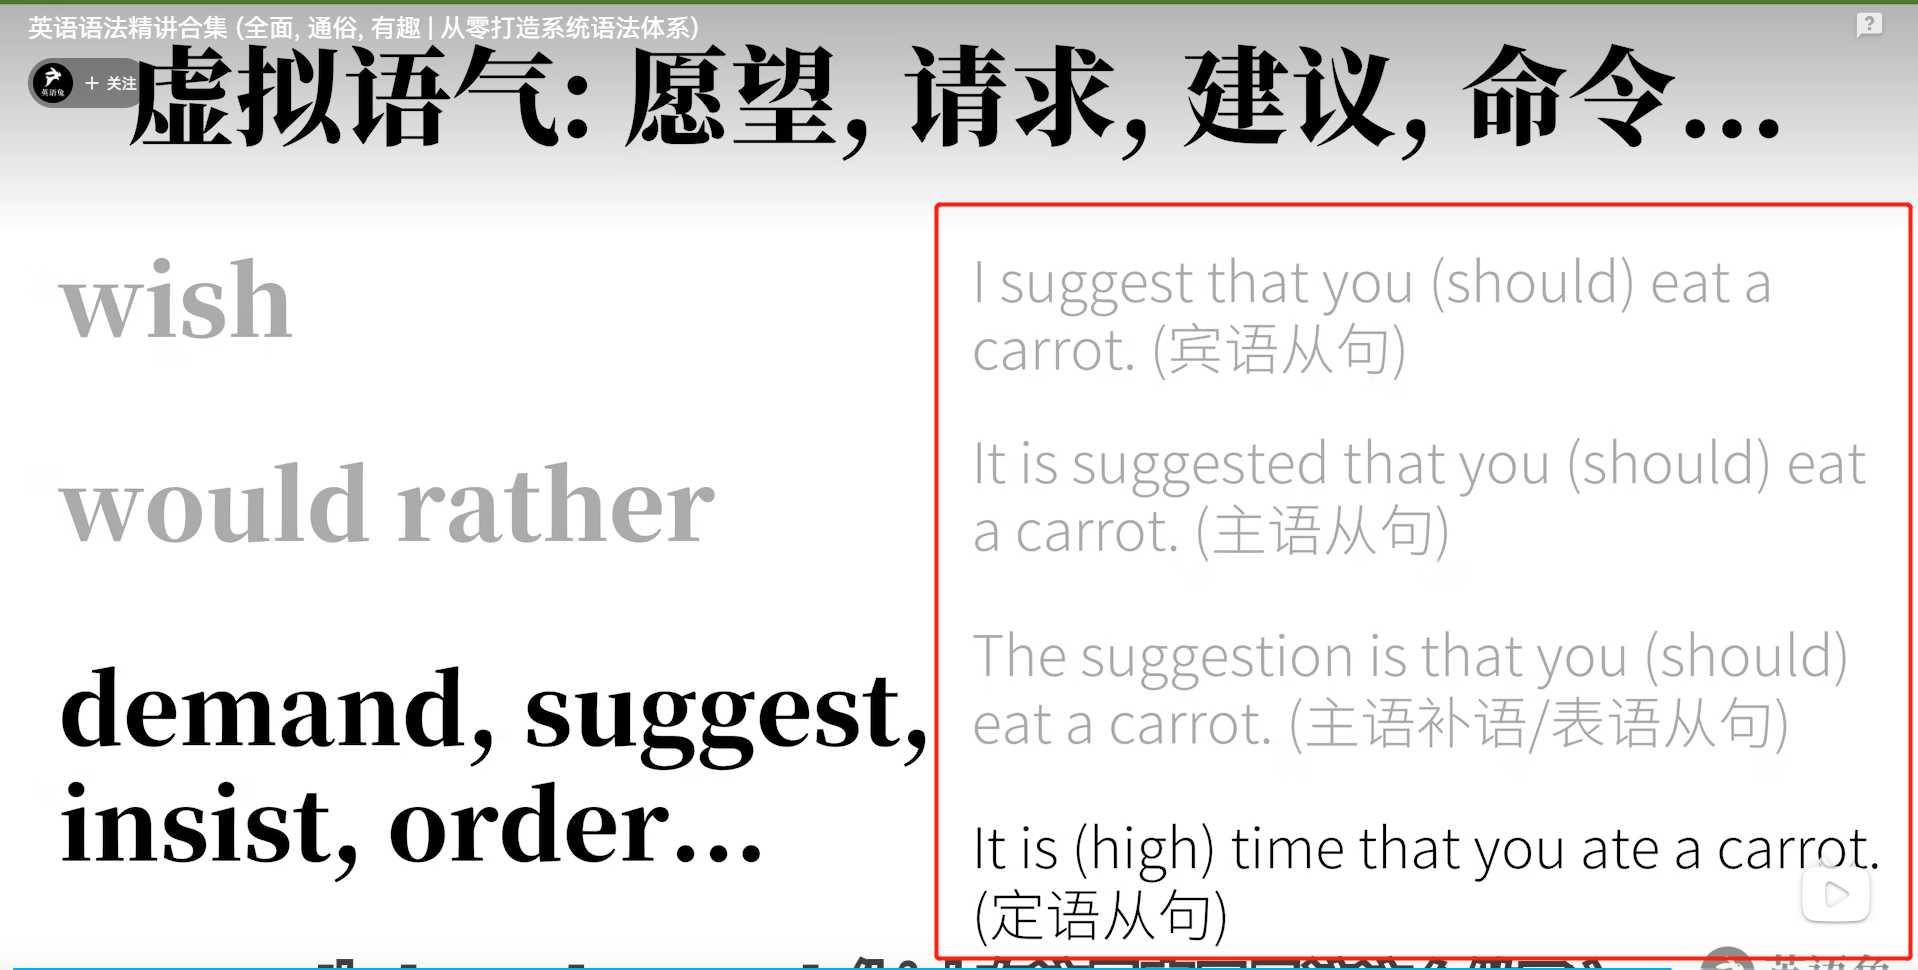 英语语法精讲合集 (全面, 通俗, 有趣 | 从零打造系统语法体系)
英语兔
+ 关注
虚拟语气: 愿望, 请求, 建议, 命令...
wish
would rather
demand, suggest,
insist, order...
I suggest that you (should) eat a
carrot. (宾语从句)
It is suggested that you (should) eat
a carrot. (主语从句)
The suggestion is that you (should)
eat a carrot. (主语补语/表语从句)
It is (high) time that you ate a carrot.
(定语从句)